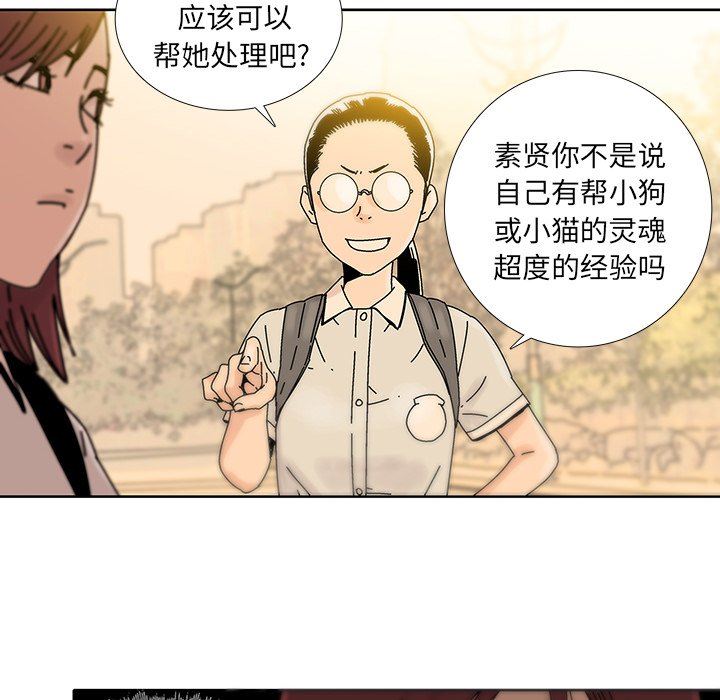 应该可以
帮她处理吧?
素贤你不是说
自己有帮小狗
或小猫的灵魂
超度的经验吗